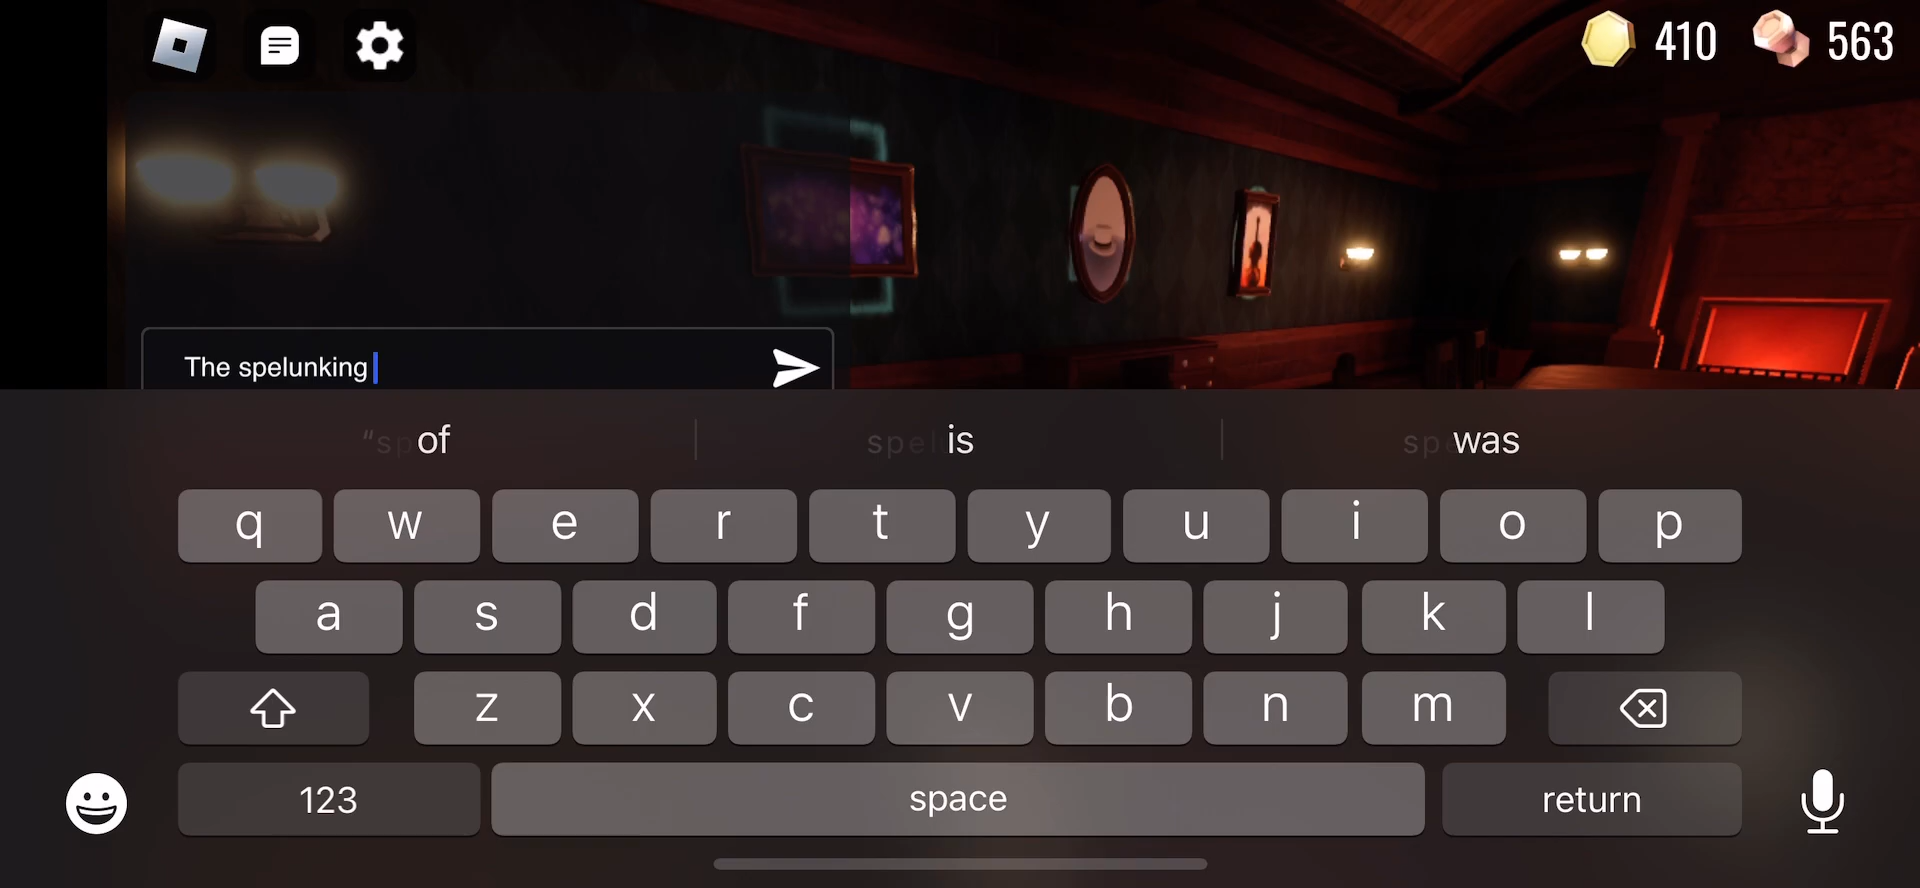 410 563
The spelunking
of is was
q w e r t y u i o p
a s d f g h j k l
z x c v b n m
123 space return